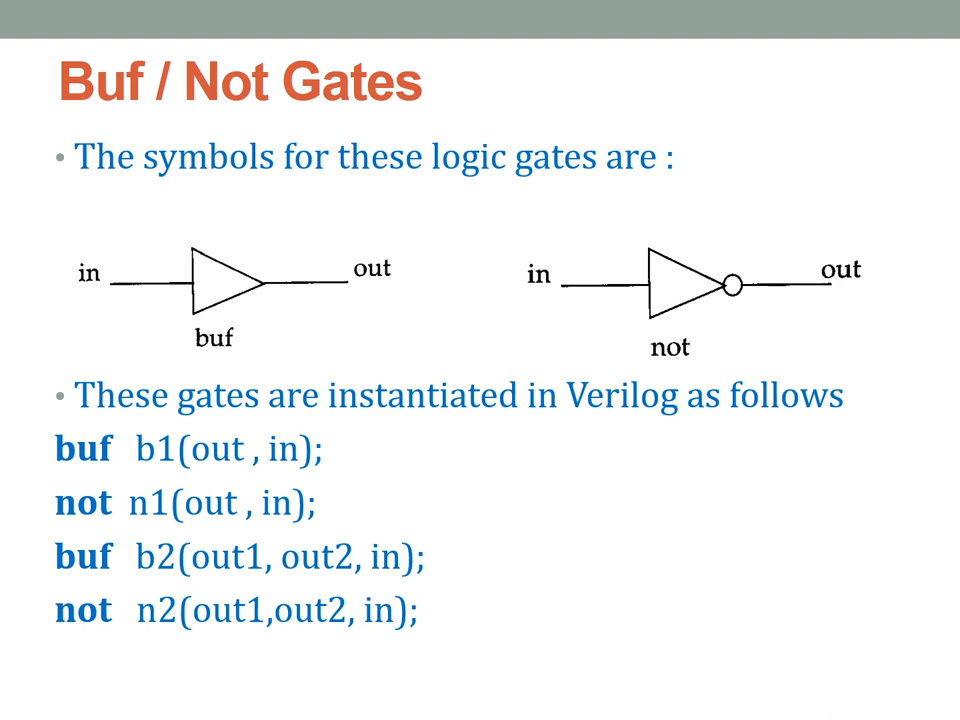 Buf / Not Gates
• The symbols for these logic gates are :
in out
buf
in out
not
• These gates are instantiated in Verilog as follows
buf b1(out , in);
not n1(out , in);
buf b2(out1, out2, in);
not n2(out1,out2, in);